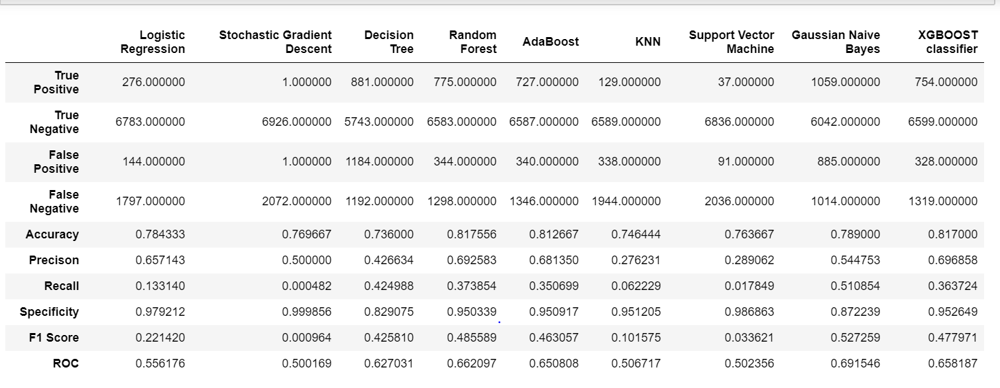 Logistic Regression Stochastic Gradient Descent Decision Tree Random Forest AdaBoost KNN Support Vector Machine Gaussian Naive Bayes XGBOOST classifier
True Positive 276.000000 1.000000 881.000000 775.000000 727.000000 129.000000 37.000000 1059.000000 754.000000
True Negative 6783.000000 6926.000000 5743.000000 6583.000000 6587.000000 6589.000000 6836.000000 6042.000000 6599.000000
False Positive 144.000000 1.000000 1184.000000 344.000000 340.000000 338.000000 91.000000 885.000000 328.000000
False Negative 1797.000000 2072.000000 1192.000000 1298.000000 1346.000000 1944.000000 2036.000000 1014.000000 1319.000000
Accuracy 0.784333 0.769667 0.736000 0.817556 0.812667 0.746444 0.763667 0.789000 0.817000
Precison 0.657143 0.500000 0.426634 0.692583 0.681350 0.276231 0.289062 0.544753 0.696858
Recall 0.133140 0.000482 0.424988 0.373854 0.350699 0.062229 0.017849 0.510854 0.363724
Specificity 0.979212 0.999856 0.829075 0.950339 0.950917 0.951205 0.986863 0.872239 0.952649
F1 Score 0.221420 0.000964 0.425810 0.485589 0.463057 0.101575 0.033621 0.527259 0.477971
ROC 0.556176 0.500169 0.627031 0.662097 0.650808 0.506717 0.502356 0.691546 0.658187